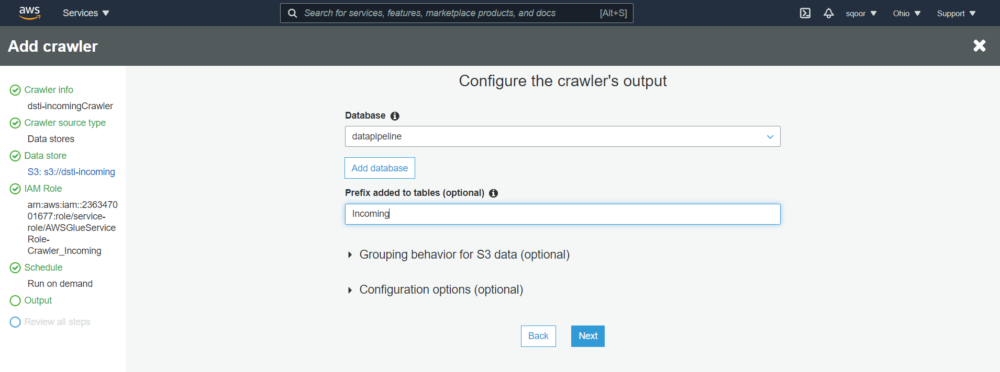 aws
Services
Search for services, features, marketplace products, and docs
[Alt+S]
sqoor
Ohio
Support
Add crawler
Crawler info
dsti-incomingCrawler
Crawler source type
Data stores
Data store
S3: s3://dsti-incoming
IAM Role
arn:aws:iam::2363470
01677:role/service-
role/AWSGlueService
Role-
Crawler_Incoming
Schedule
Run on demand
Output
Review all steps
Configure the crawler's output
Database
datapipeline
Add database
Prefix added to tables (optional)
Incoming
Grouping behavior for S3 data (optional)
Configuration options (optional)
Back
Next